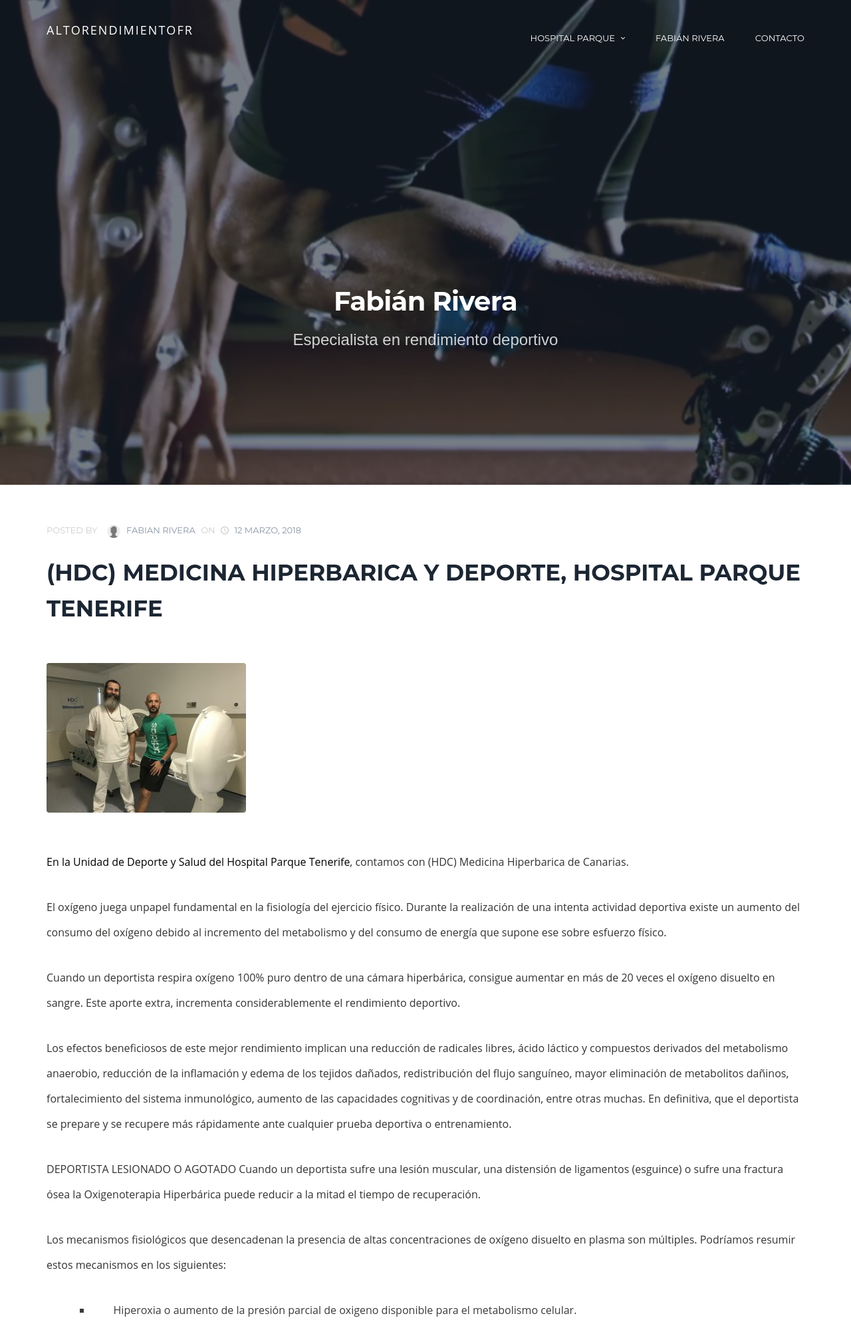 ALTORENDIMIENTOFR
HOSPITAL PARQUE
FABIÁN RIVERA
CONTACTO
Fabián Rivera
Especialista en rendimiento deportivo
POSTED BY FABIAN RIVERA ON 12 MARZO, 2018
(HDC) MEDICINA HIPERBARICA Y DEPORTE, HOSPITAL PARQUE
TENERIFE
En la Unidad de Deporte y Salud del Hospital Parque Tenerife, contamos con (HDC) Medicina Hiperbarica de Canarias.
El oxígeno juega unpapel fundamental en la fisiología del ejercicio físico. Durante la realización de una intenta actividad deportiva existe un aumento del
consumo del oxígeno debido al incremento del metabolismo y del consumo de energía que supone ese sobre esfuerzo físico.
Cuando un deportista respira oxígeno 100% puro dentro de una cámara hiperbárica, consigue aumentar en más de 20 veces el oxígeno disuelto en
sangre. Este aporte extra, incrementa considerablemente el rendimiento deportivo.
Los efectos beneficiosos de este mejor rendimiento implican una reducción de radicales libres, ácido láctico y compuestos derivados del metabolismo
anaerobio, reducción de la inflamación y edema de los tejidos dañados, redistribución del flujo sanguíneo, mayor eliminación de metabolitos dañinos,
fortalecimiento del sistema inmunológico, aumento de las capacidades cognitivas y de coordinación, entre otras muchas. En definitiva, que el deportista
se prepare y se recupere más rápidamente ante cualquier prueba deportiva o entrenamiento.
DEPORTISTA LESIONADO O AGOTADO Cuando un deportista sufre una lesión muscular, una distensión de ligamentos (esguince) o sufre una fractura
ósea la Oxigenoterapia Hiperbárica puede reducir a la mitad el tiempo de recuperación.
Los mecanismos fisiológicos que desencadenan la presencia de altas concentraciones de oxígeno disuelto en plasma son múltiples. Podríamos resumir
estos mecanismos en los siguientes:
Hiperoxia o aumento de la presión parcial de oxigeno disponible para el metabolismo celular.